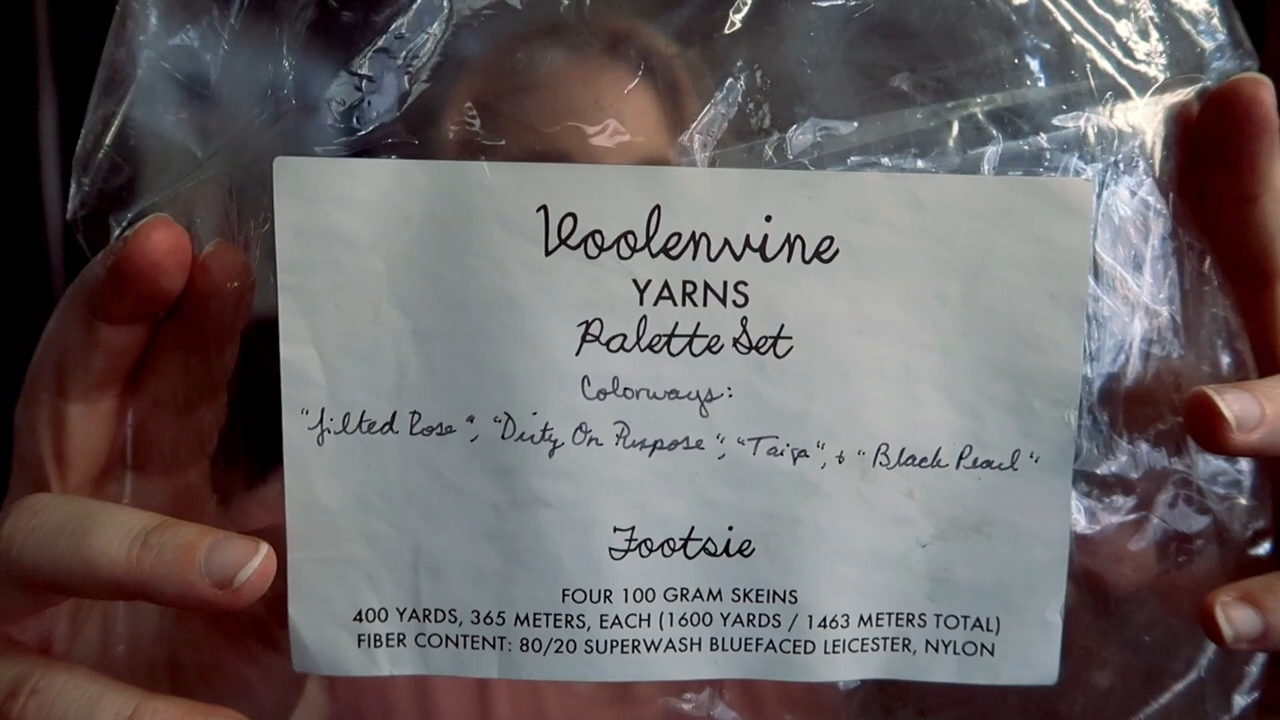 Voolenvine
YARNS
Palette Set
Colorways:
"Jilted Rose", "Dirty On Purpose", "Taiga", + "Black Pearl"
Footsie
FOUR 100 GRAM SKEINS
400 YARDS, 365 METERS, EACH (1600 YARDS / 1463 METERS TOTAL)
FIBER CONTENT: 80/20 SUPERWASH BLUEFACED LEICESTER, NYLON